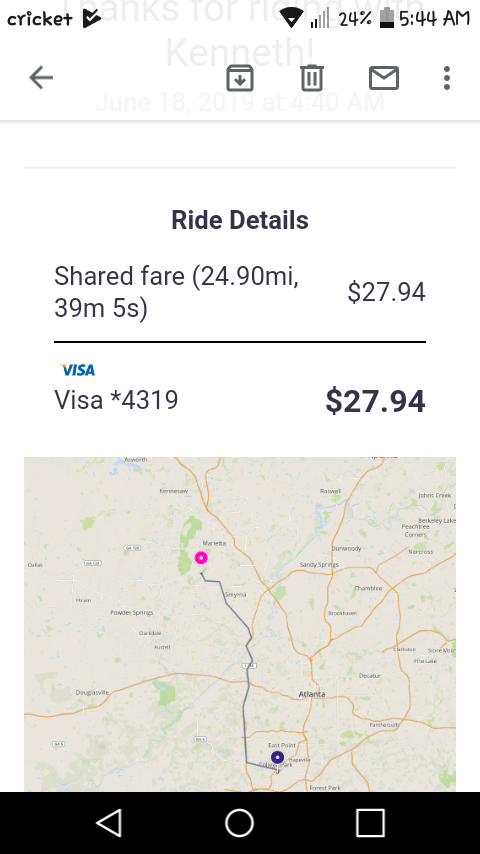 cricket 24% 5:44 AM
Thanks for riding with
Kenneth!
June 18, 2019 at 4:40 AM
Ride Details
Shared fare (24.90mi,
39m 5s)
$27.94
VISA
Visa *4319
$27.94
Acworth
Kennesaw
Roswell
Johns Creek
Berkeley Lake
Peachtree
Corners
Marietta
Dunwoody
Norcross
Dallas
Sandy Springs
Chamblee
Smyrna
Hiram
Powder Springs
Brookhaven
Clarkdale
Austell
Clarkston
Stone Mou
Decatur
Douglasville
Atlanta
Panthersville
East Point
Hapeville
College Park
Forest Park